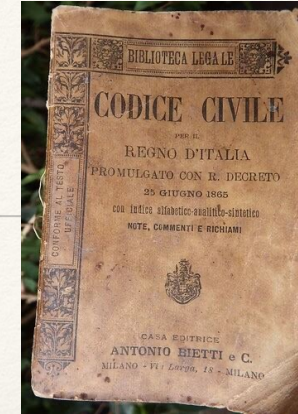 BIBLIOTECA LEGALE
CODICE CIVILE
PER IL
REGNO D'ITALIA
PROMULGATO CON R. DECRETO
25 GIUGNO 1865
con indice alfabetico-analitico-sintetico
NOTE, COMMENTI E RICHIAMI
CONFORME AL TESTO
UFFICIALE
CASA EDITRICE
ANTONIO BIETTI e C.
MILANO - Via Larga, 18 - MILANO